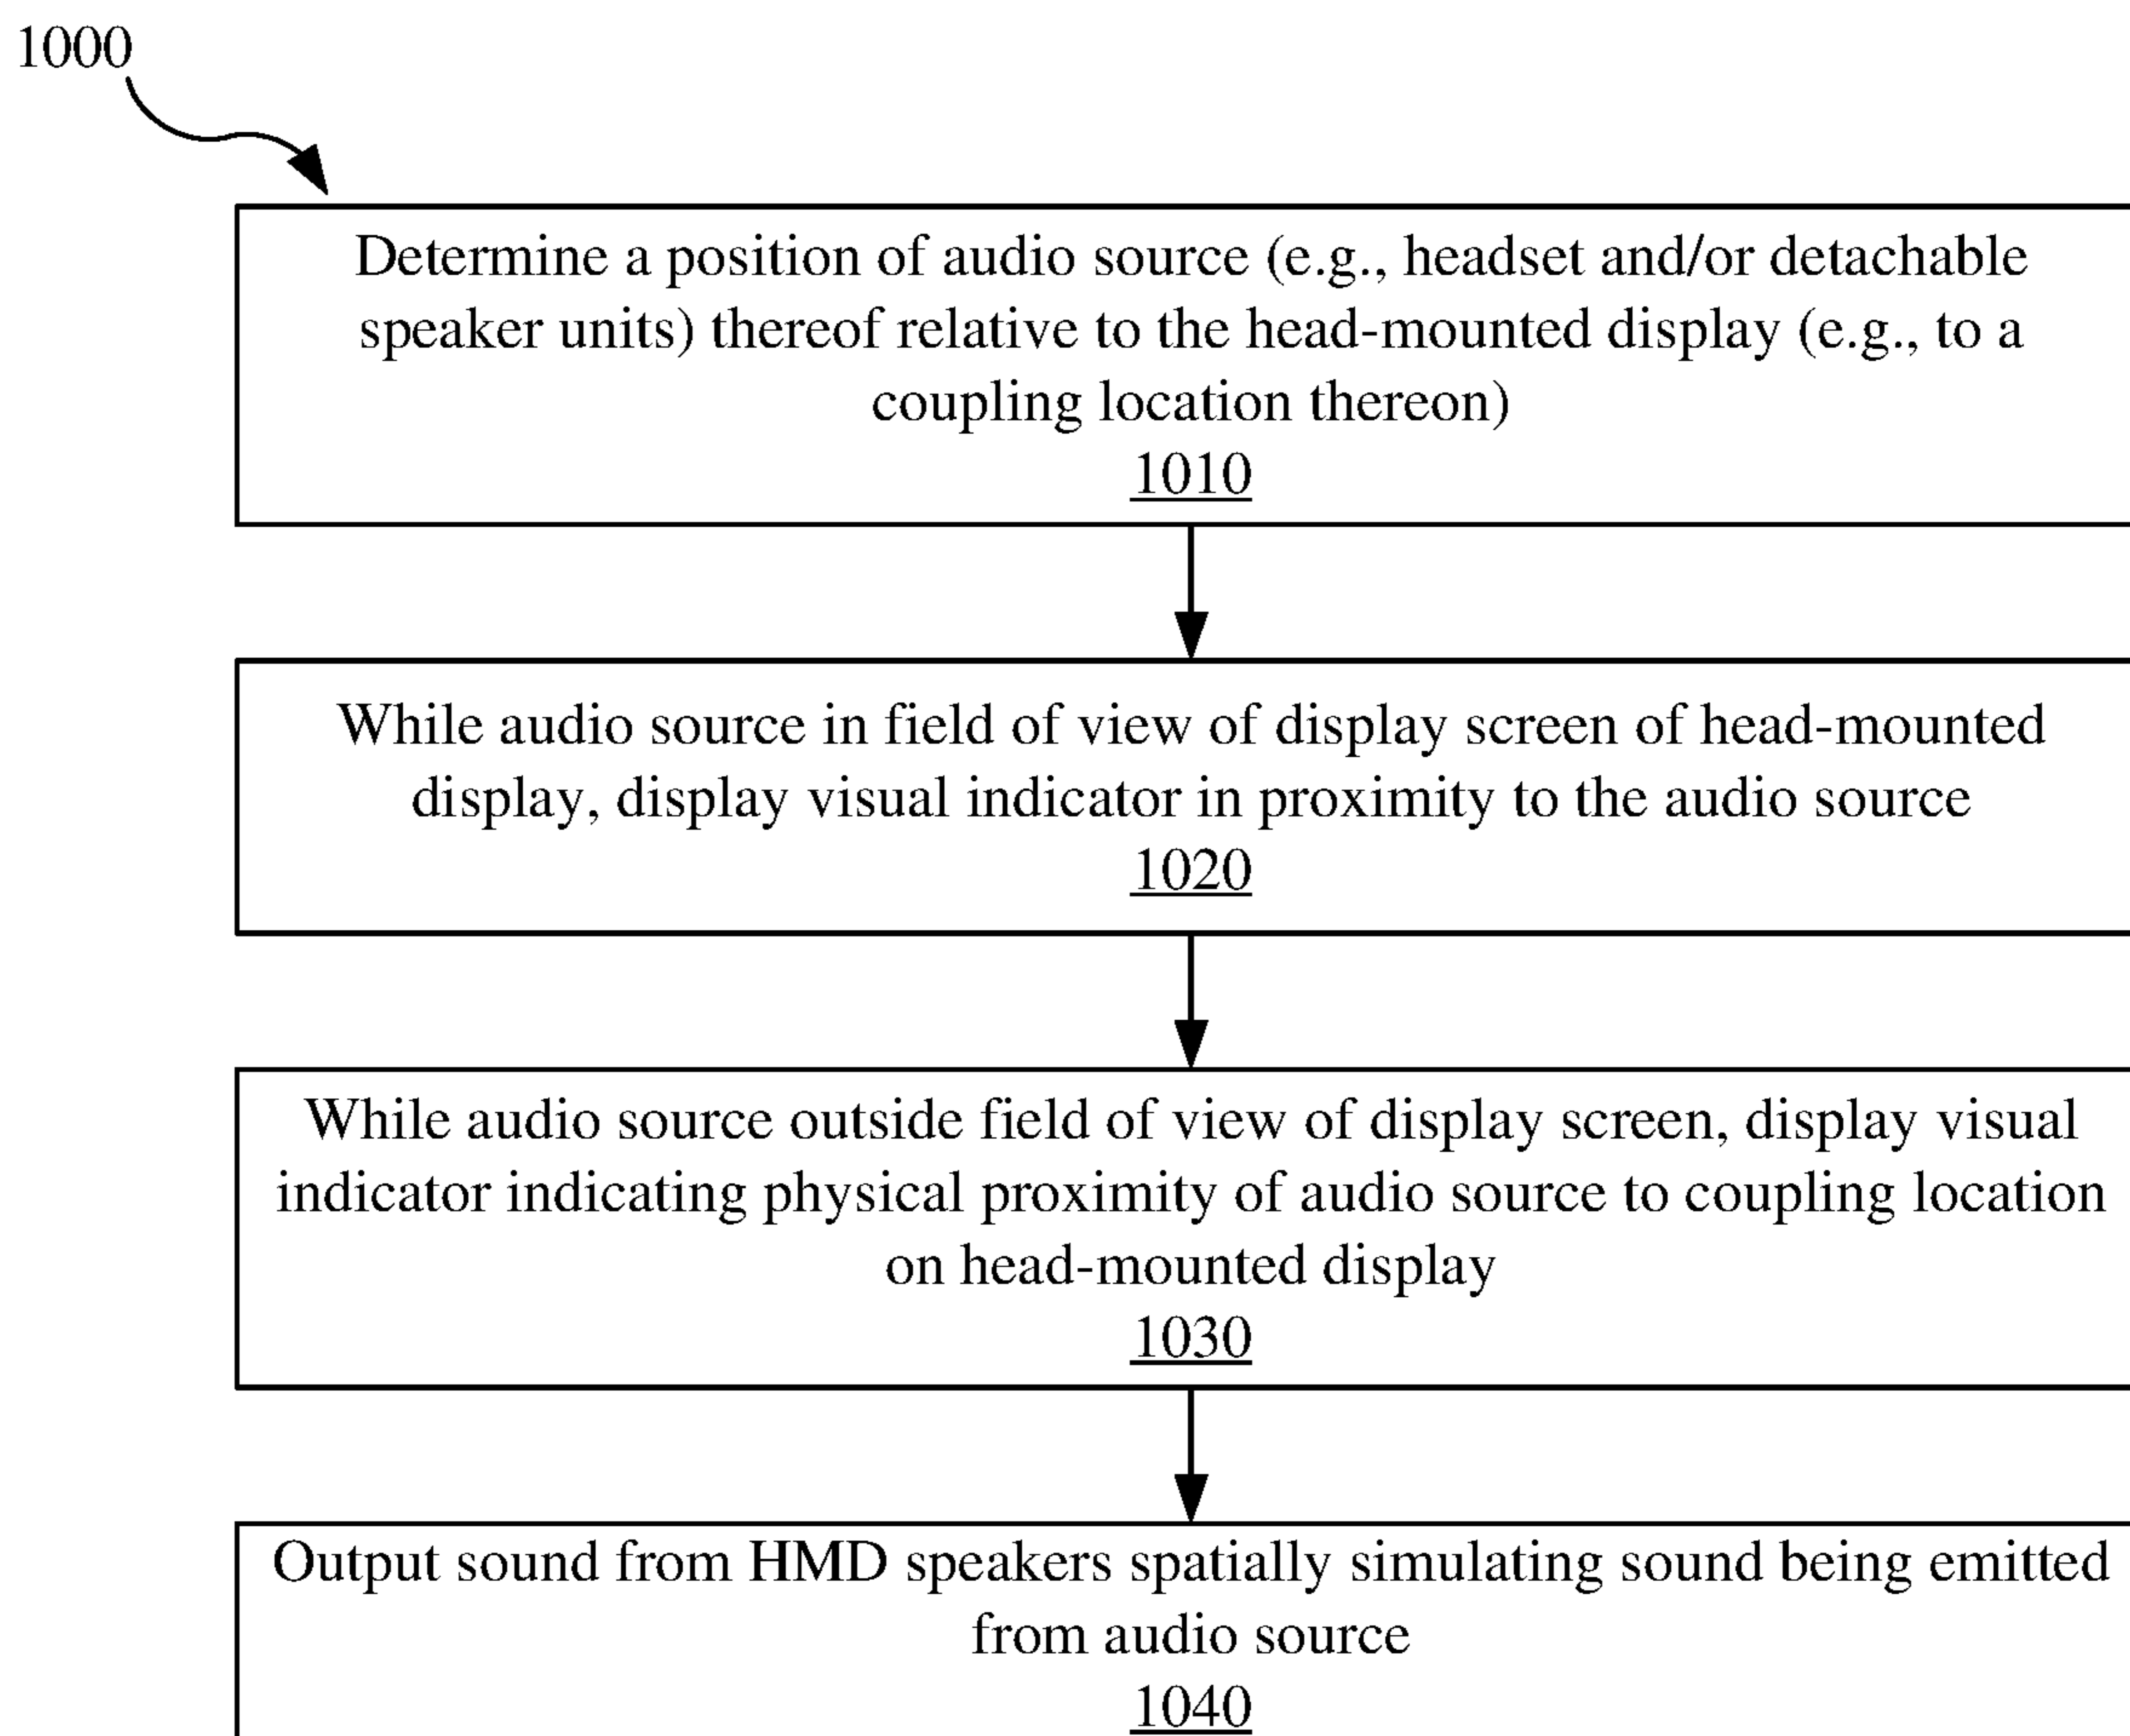 1000
Determine a position of audio source (e.g., headset and/or detachable
speaker units) thereof relative to the head-mounted display (e.g., to a
coupling location thereon)
1010
While audio source in field of view of display screen of head-mounted
display, display visual indicator in proximity to the audio source
1020
While audio source outside field of view of display screen, display visual
indicator indicating physical proximity of audio source to coupling location
on head-mounted display
1030
Output sound from HMD speakers spatially simulating sound being emitted
from audio source
1040